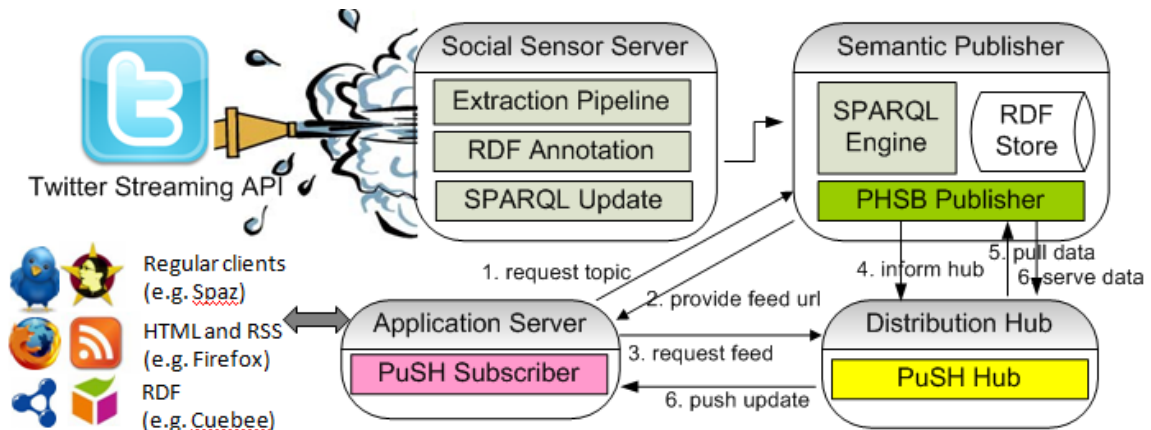 Twitter Streaming API
Social Sensor Server
Extraction Pipeline
RDF Annotation
SPARQL Update
Semantic Publisher
SPARQL
Engine
RDF
Store
PHSB Publisher
1. request topic
2. provide feed url
3. request feed
4. inform hub
5. pull data
6. serve data
6. push update
Regular clients
(e.g. Spaz)
HTML and RSS
(e.g. Firefox)
RDF
(e.g. Cuebee)
Application Server
PuSH Subscriber
Distribution Hub
PuSH Hub